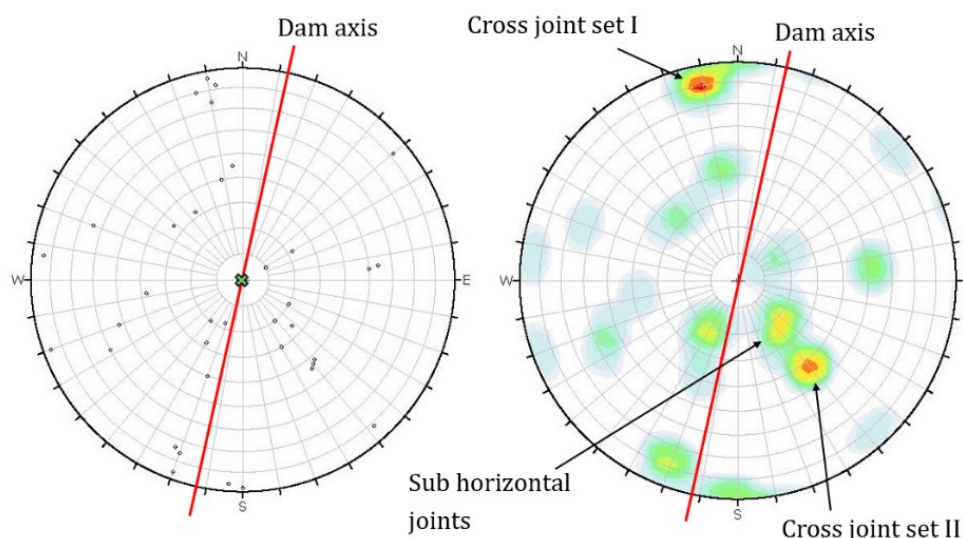 Dam axis
N
W
E
S
Cross joint set I
Dam axis
N
W
S
Sub horizontal
joints
Cross joint set II